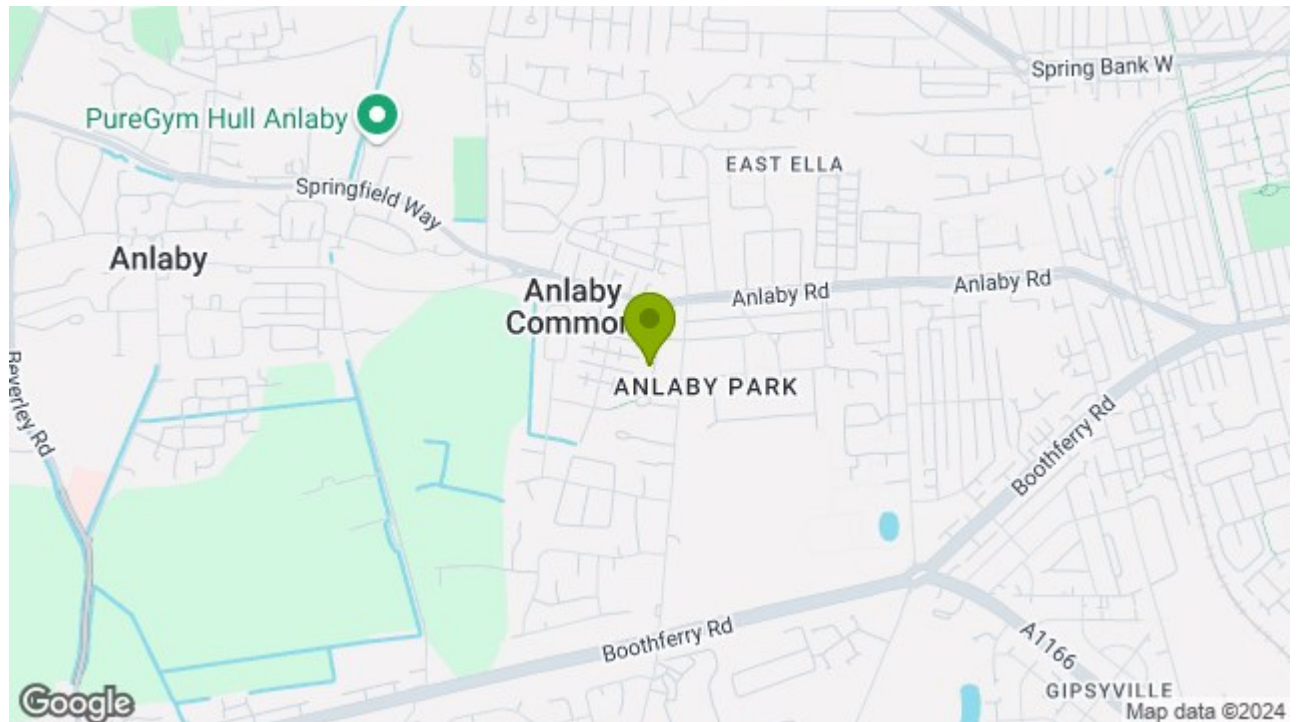 Spring Bank W
PureGym Hull Anlaby
EAST ELLA
Springfield Way
Anlaby
Anlaby Rd
Anlaby
Common
Anlaby Rd
ANLABY PARK
Beverley Rd
Boothferry Rd
Boothferry Rd
A1166
GIPSYVILLE
Google
Map data ©2024